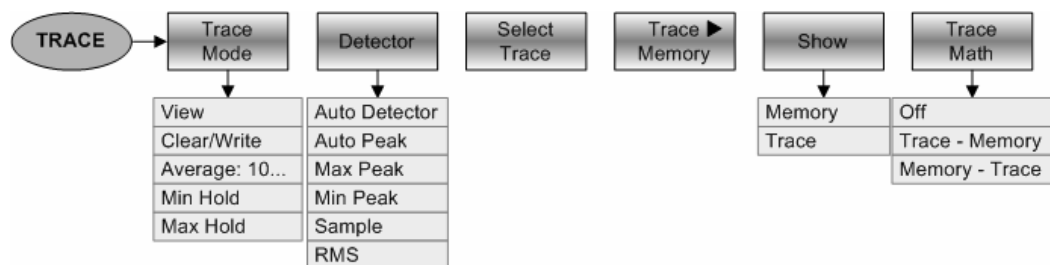 TRACE
Trace
Mode
Detector
Select
Trace
Trace ▶
Memory
Show
Trace
Math
View
Clear/Write
Average: 10...
Min Hold
Max Hold
Auto Detector
Auto Peak
Max Peak
Min Peak
Sample
RMS
Memory
Trace
Off
Trace - Memory
Memory - Trace